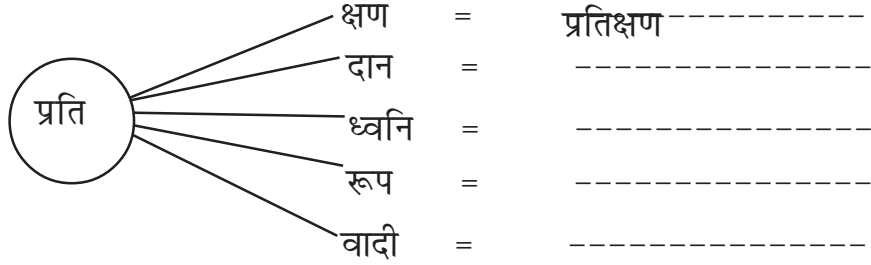 क्षण = प्रतिक्षण
दान =
प्रति
ध्वनि =
रूप =
वादी =